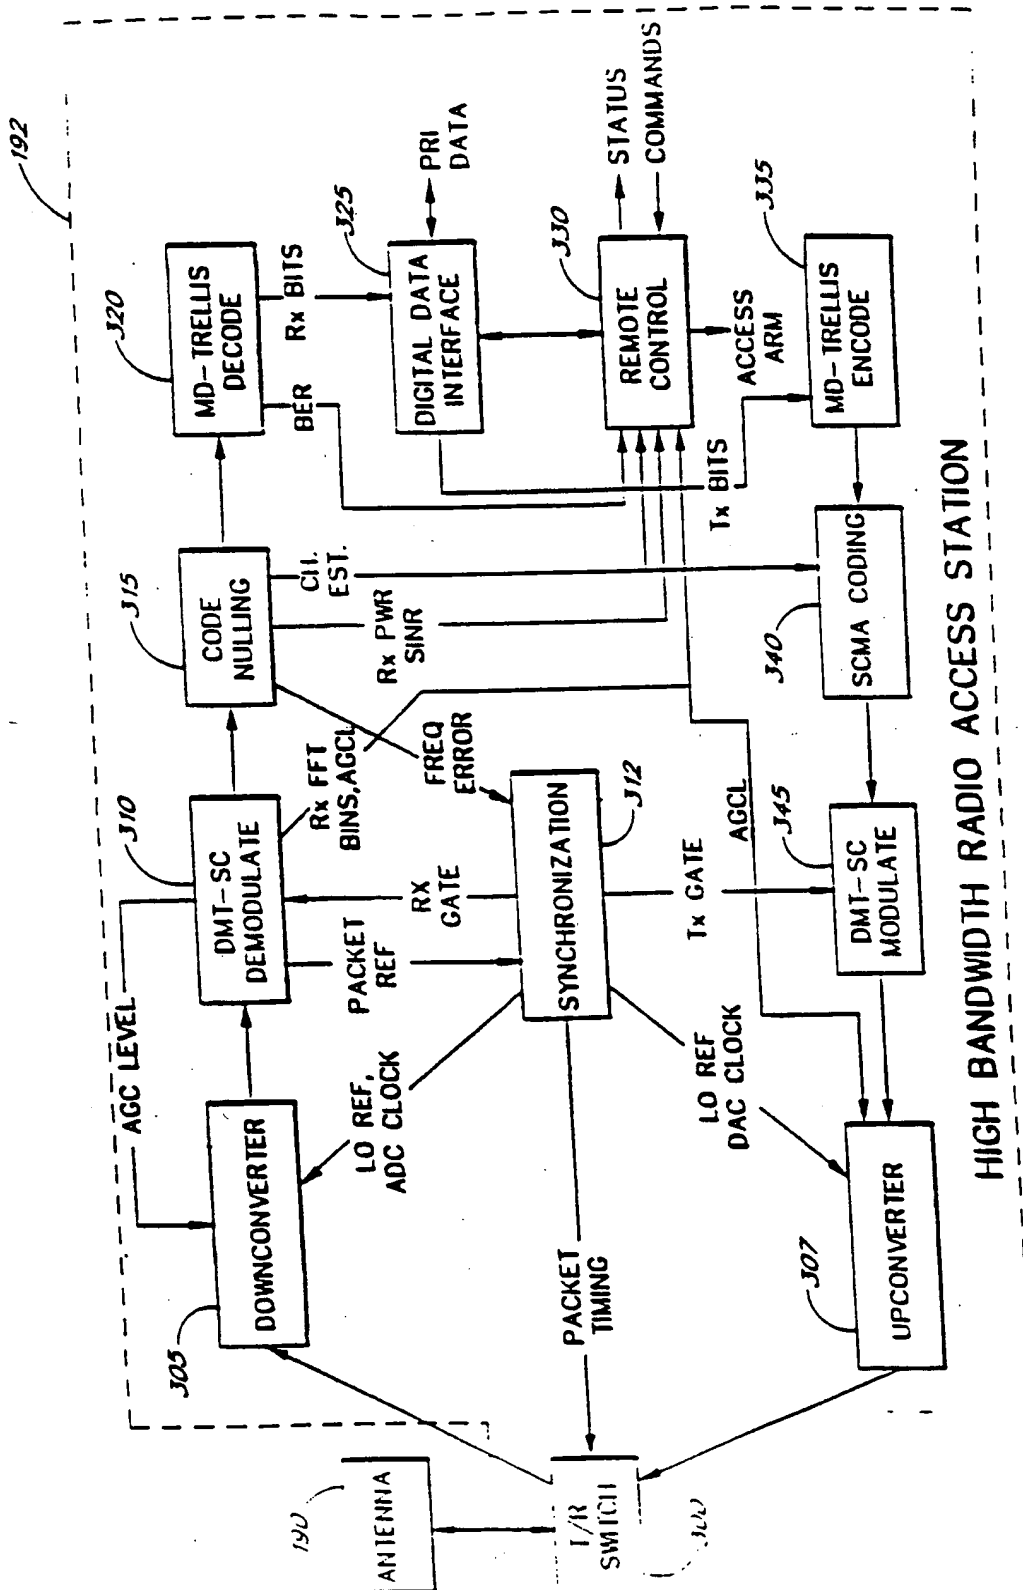 192
320
MD-TRELLIS
DECODE
Rx BITS
BER
325
PRI
DATA
DIGITAL DATA
INTERFACE
330
STATUS
COMMANDS
REMOTE
CONTROL
ACCESS
ARM
335
MD-TRELLIS
ENCODE
Tx BITS
315
CODE
NULLING
CH.
EST.
Rx PWR
SINR
340
SCMA CODING
310
DMT-SC
DEMODULATE
Rx FFT
BINS,AGCL
FREQ
ERROR
RX
GATE
PACKET
REF
312
SYNCHRONIZATION
Tx GATE
AGCL
345
DMT-SC
MODULATE
AGC LEVEL
305
DOWNCONVERTER
LO REF,
ADC CLOCK
LO REF
DAC CLOCK
PACKET
TIMING
307
UPCONVERTER
190
ANTENNA
T/R
SWITCH
300
HIGH BANDWIDTH RADIO ACCESS STATION